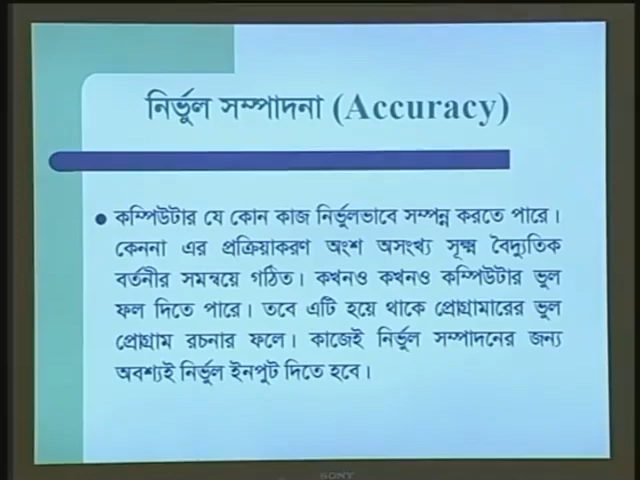 নির্ভুল সম্পাদনা (Accuracy)
কম্পিউটার যে কোন কাজ নির্ভুলভাবে সম্পন্ন করতে পারে।
কেননা এর প্রক্রিয়াকরণ অংশ অসংখ্য সূক্ষ্ম বৈদ্যুতিক
বর্তনীর সমন্বয়ে গঠিত। কখনও কখনও কম্পিউটার ভুল
ফল দিতে পারে। তবে এটি হয়ে থাকে প্রোগ্রামারের ভুল
প্রোগ্রাম রচনার ফলে। কাজেই নির্ভুল সম্পাদনের জন্য
অবশ্যই নির্ভুল ইনপুট দিতে হবে।
SONY